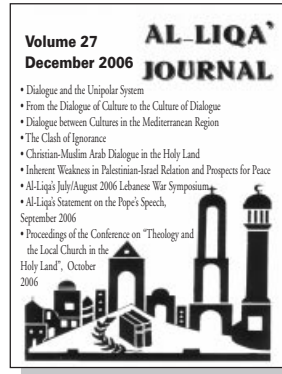 Volume 27
December 2006
AL-LIQA'
JOURNAL
• Dialogue and the Unipolar System
• From the Dialogue of Culture to the Culture of Dialogue
• Dialogue between Cultures in the Mediterranean Region
• The Clash of Ignorance
• Christian-Muslim Arab Dialogue in the Holy Land
• Inherent Weakness in Palestinian-Israel Relation and Prospects for Peace
• Al-Liqa's July/August 2006 Lebanese War Symposium
• Al-Liqa's Statement on the Pope's Speech,
September 2006
• Proceedings of the Conference on "Theology and
the Local Church in the
Holy Land", October
2006